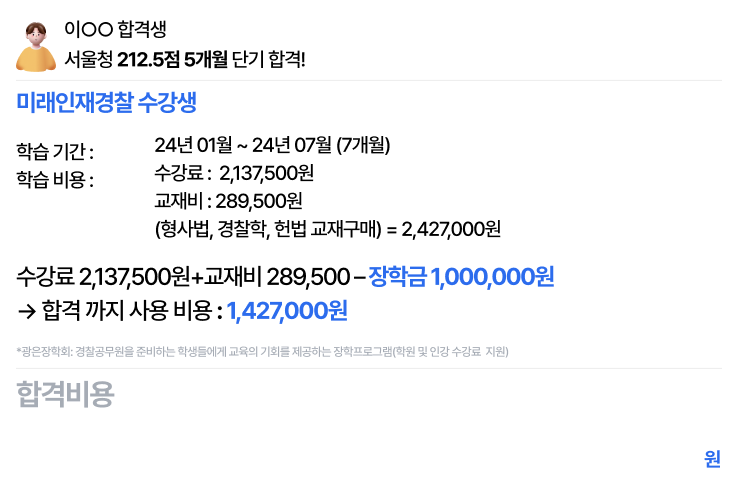 이○○ 합격생
서울청 212.5점 5개월 단기 합격!
미래인재경찰 수강생
학습 기간 : 24년 01월 ~ 24년 07월 (7개월)
학습 비용 : 수강료 : 2,137,500원
교재비 : 289,500원
(형사법, 경찰학, 헌법 교재구매) = 2,427,000원
수강료 2,137,500원+교재비 289,500 – 장학금 1,000,000원
→ 합격 까지 사용 비용 : 1,427,000원
*광은장학회: 경찰공무원을 준비하는 학생들에게 교육의 기회를 제공하는 장학프로그램(학원 및 인강 수강료 지원)
합격비용
원